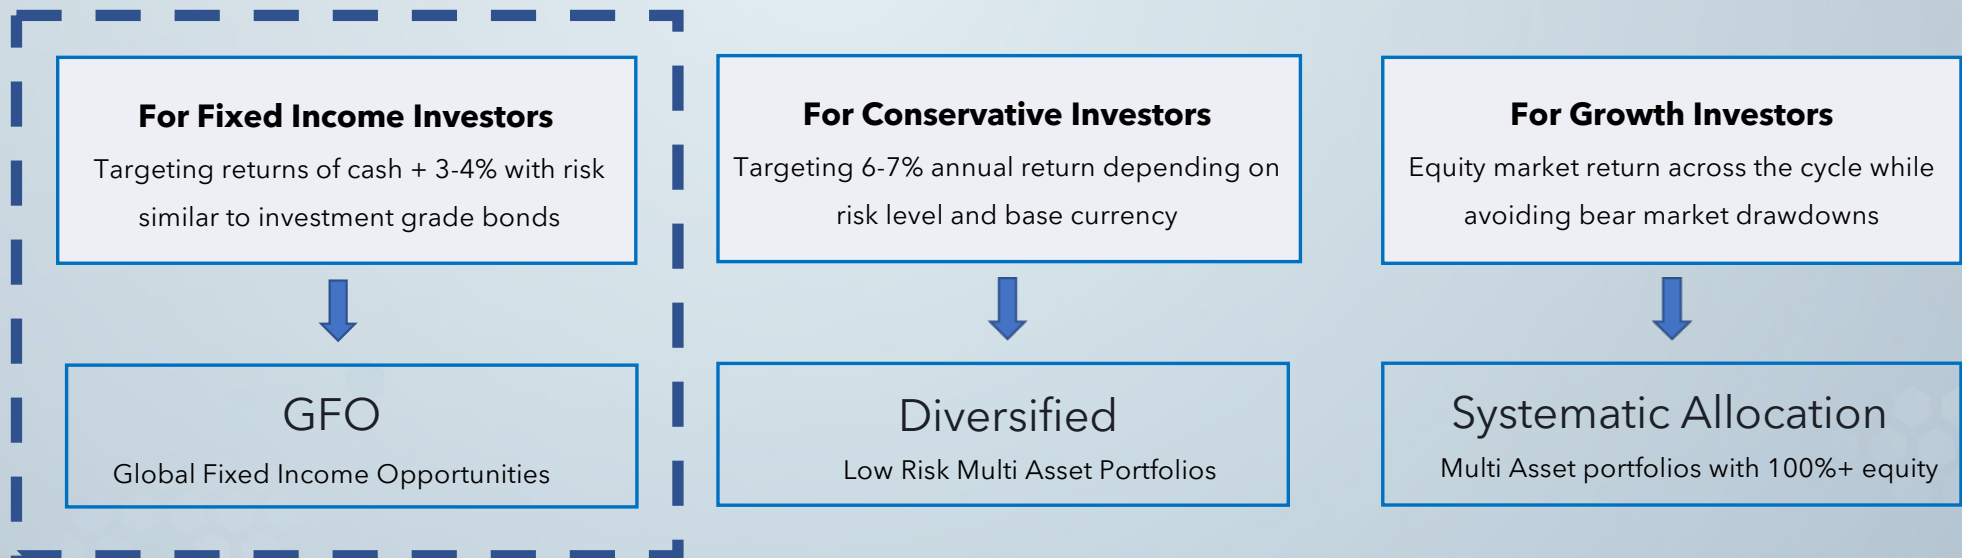 For Fixed Income Investors
Targeting returns of cash + 3-4% with risk
similar to investment grade bonds
GFO
Global Fixed Income Opportunities
For Conservative Investors
Targeting 6-7% annual return depending on
risk level and base currency
Diversified
Low Risk Multi Asset Portfolios
For Growth Investors
Equity market return across the cycle while
avoiding bear market drawdowns
Systematic Allocation
Multi Asset portfolios with 100%+ equity